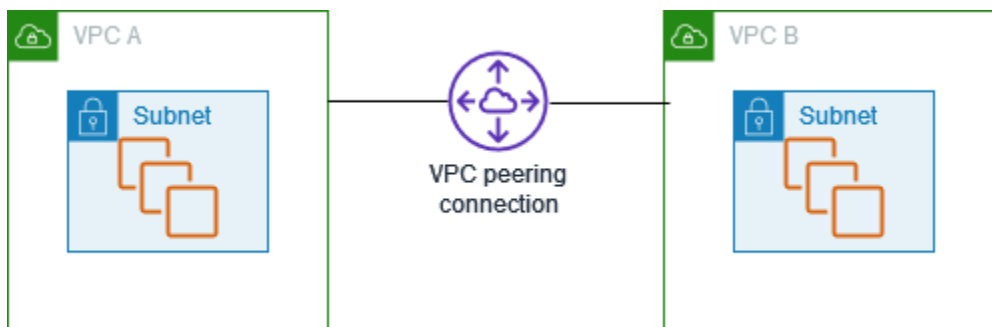 VPC A
VPC B
Subnet
Subnet
VPC peering
connection